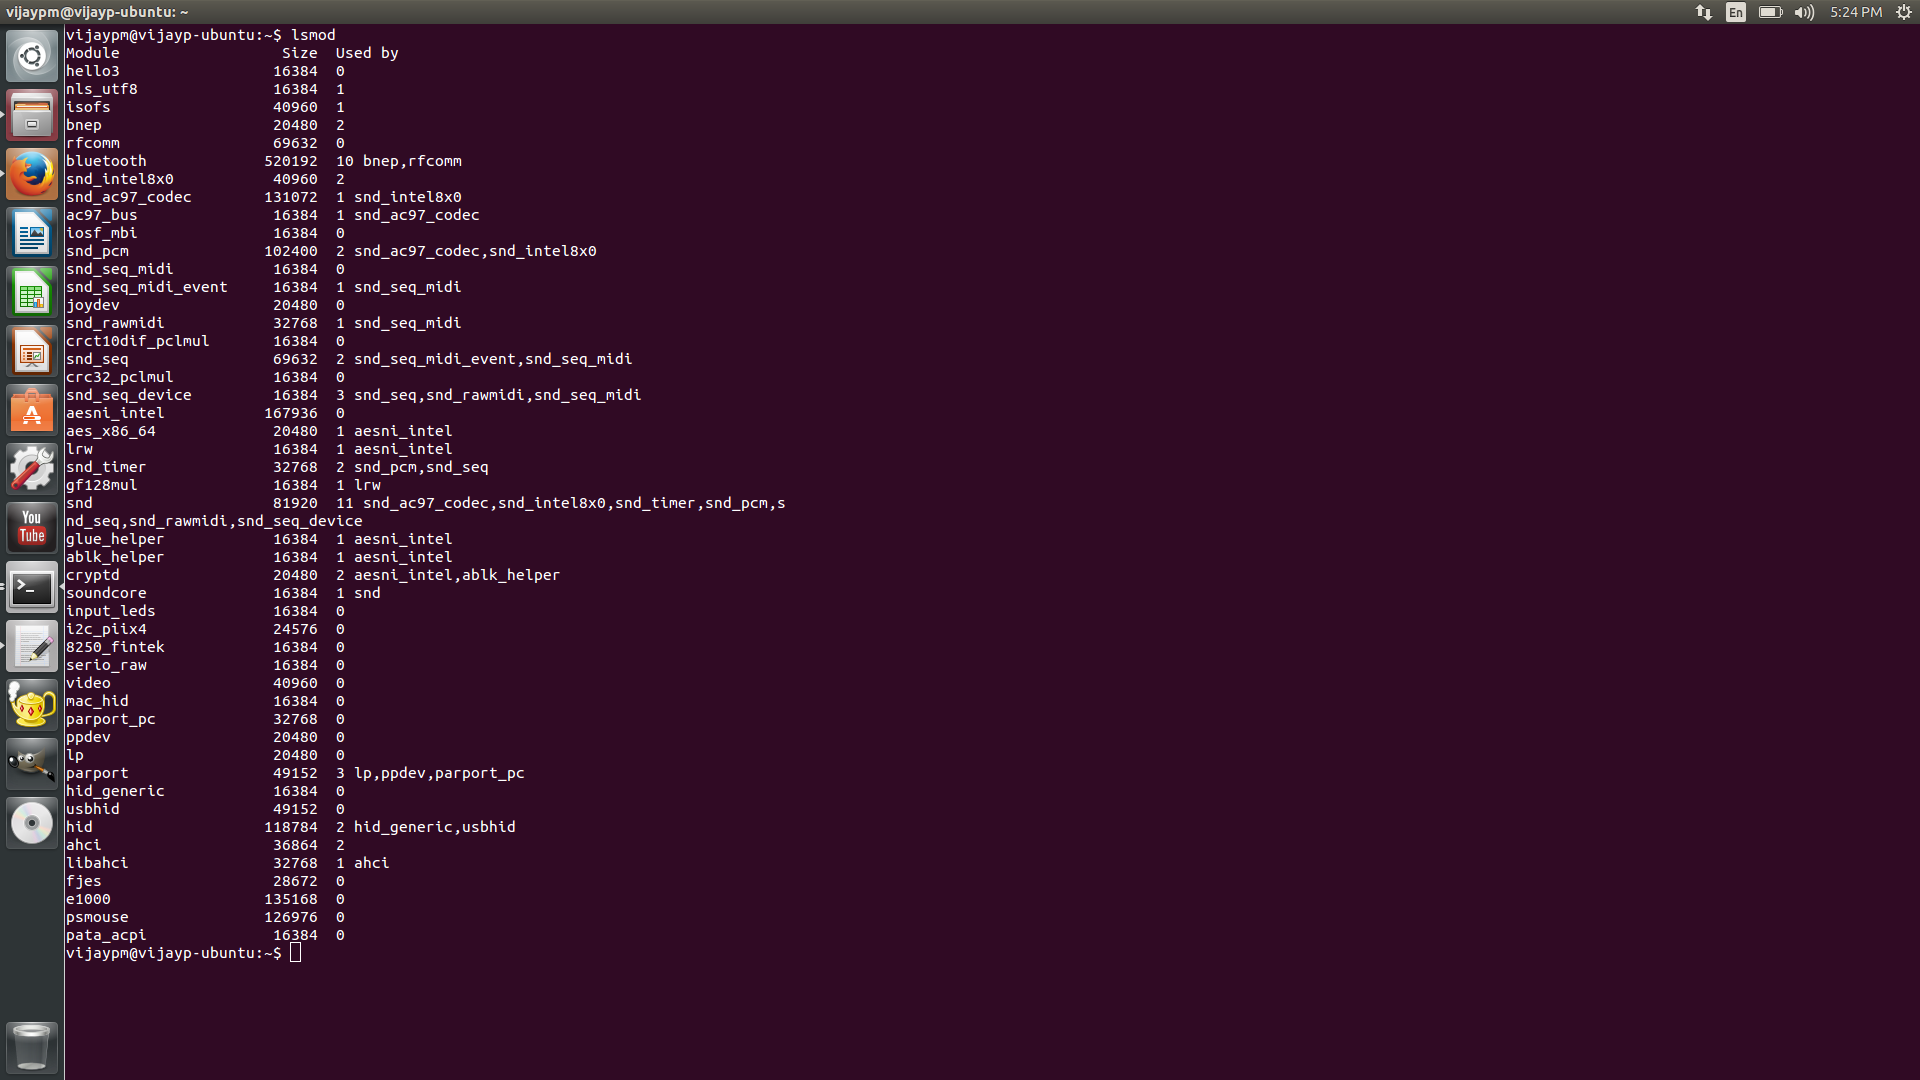 vijaypm@vijayp-ubuntu: ~
En
5:24 PM
vijaypm@vijayp-ubuntu:~$ lsmod
Module                  Size  Used by
hello3                 16384  0
nls_utf8               16384  1
isofs                  40960  1
bnep                   20480  2
rfcomm                 69632  0
bluetooth             520192  10 bnep,rfcomm
snd_intel8x0           40960  2
snd_ac97_codec        131072  1 snd_intel8x0
ac97_bus               16384  1 snd_ac97_codec
iosf_mbi               16384  0
snd_pcm               102400  2 snd_ac97_codec,snd_intel8x0
snd_seq_midi           16384  0
snd_seq_midi_event     16384  1 snd_seq_midi
joydev                 20480  0
snd_rawmidi            32768  1 snd_seq_midi
crct10dif_pclmul       16384  0
snd_seq                69632  2 snd_seq_midi_event,snd_seq_midi
crc32_pclmul           16384  0
snd_seq_device         16384  3 snd_seq,snd_rawmidi,snd_seq_midi
aesni_intel           167936  0
aes_x86_64             20480  1 aesni_intel
lrw                    16384  1 aesni_intel
snd_timer              32768  2 snd_pcm,snd_seq
gf128mul               16384  1 lrw
snd                    81920  11 snd_ac97_codec,snd_intel8x0,snd_timer,snd_pcm,s
nd_seq,snd_rawmidi,snd_seq_device
glue_helper            16384  1 aesni_intel
ablk_helper            16384  1 aesni_intel
cryptd                 20480  2 aesni_intel,ablk_helper
soundcore              16384  1 snd
input_leds             16384  0
i2c_piix4              24576  0
8250_fintek            16384  0
serio_raw              16384  0
video                  40960  0
mac_hid                16384  0
parport_pc             32768  0
ppdev                  20480  0
lp                     20480  0
parport                49152  3 lp,ppdev,parport_pc
hid_generic            16384  0
usbhid                 49152  0
hid                   118784  2 hid_generic,usbhid
ahci                   36864  2
libahci                32768  1 ahci
fjes                   28672  0
e1000                 135168  0
psmouse               126976  0
pata_acpi              16384  0
vijaypm@vijayp-ubuntu:~$
You
Tube
>_